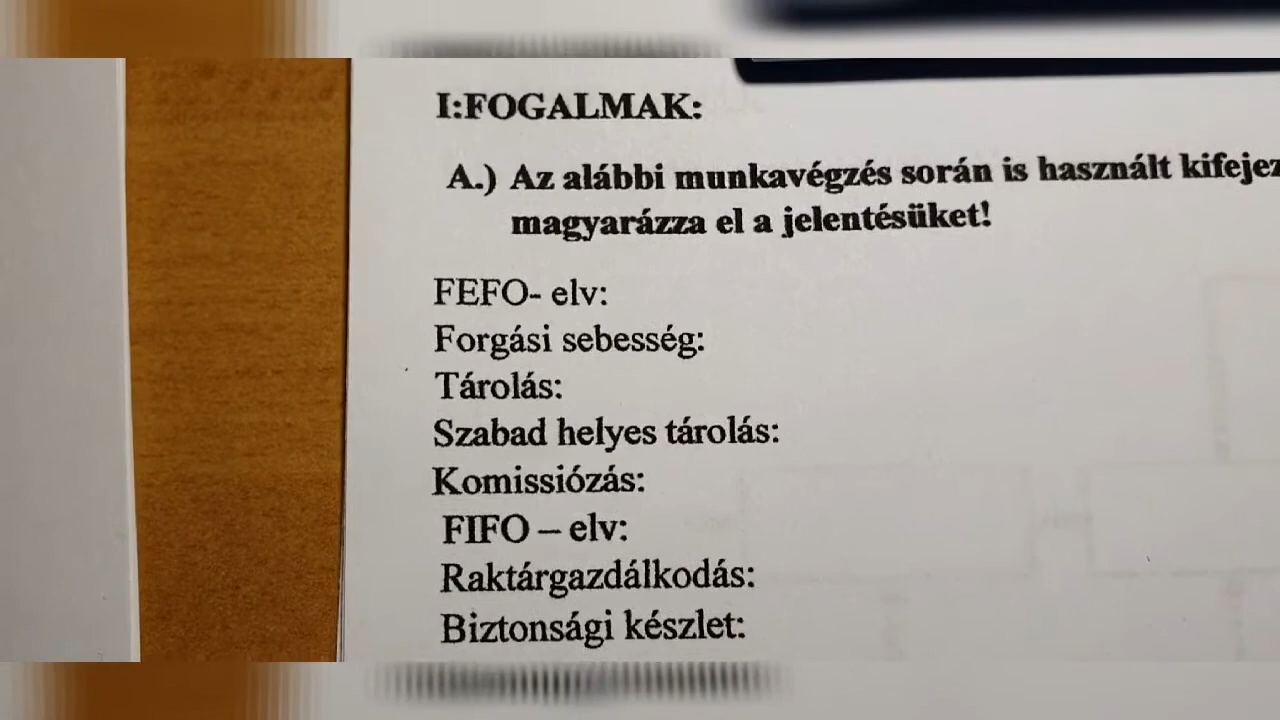 I:FOGALMAK:
A.) Az alábbi munkavégzés során is használt
magyarázza el a jelentésüket!
FEFO- elv:
Forgási sebesség:
Tárolás:
Szabad helyes tárolás:
Komissiózás:
FIFO – elv:
Raktárgazdálkodás:
Biztonsági készlet: